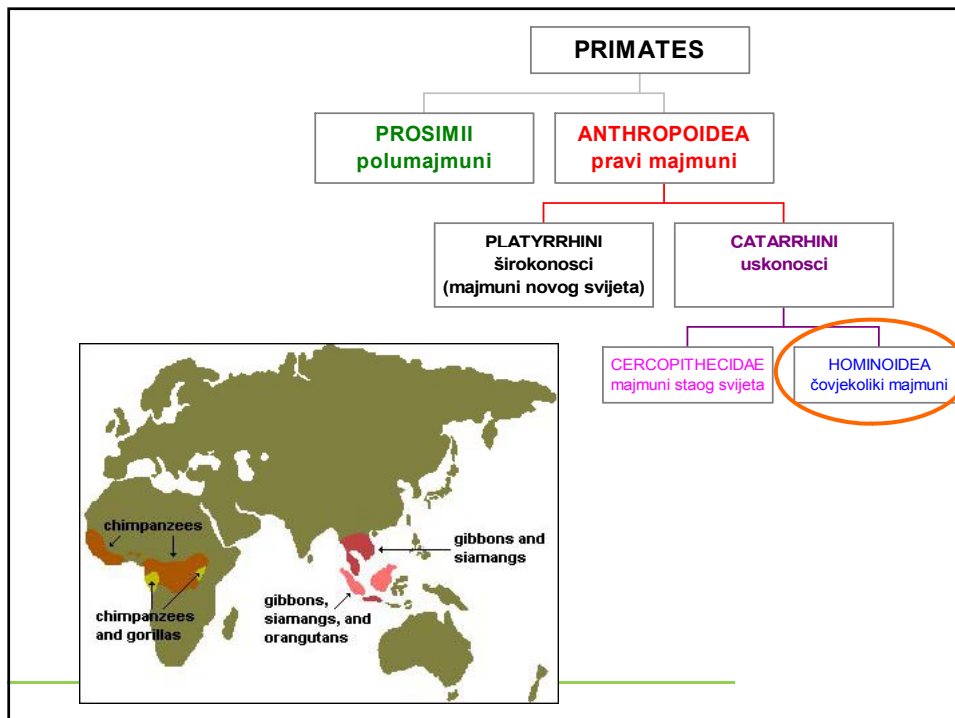 PRIMATES
PROSIMII
polumajmuni
ANTHROPOIDEA
pravi majmuni
PLATYRRHINI
širokonosci
(majmuni novog svijeta)
CATARRHINI
uskonosci
CERCOPITHECIDAE
majmuni staog svijeta
HOMINOIDEA
čovjekoliki majmuni
chimpanzees
gibbons and
siamangs
chimpanzees
and gorillas
gibbons,
siamangs, and
orangutans